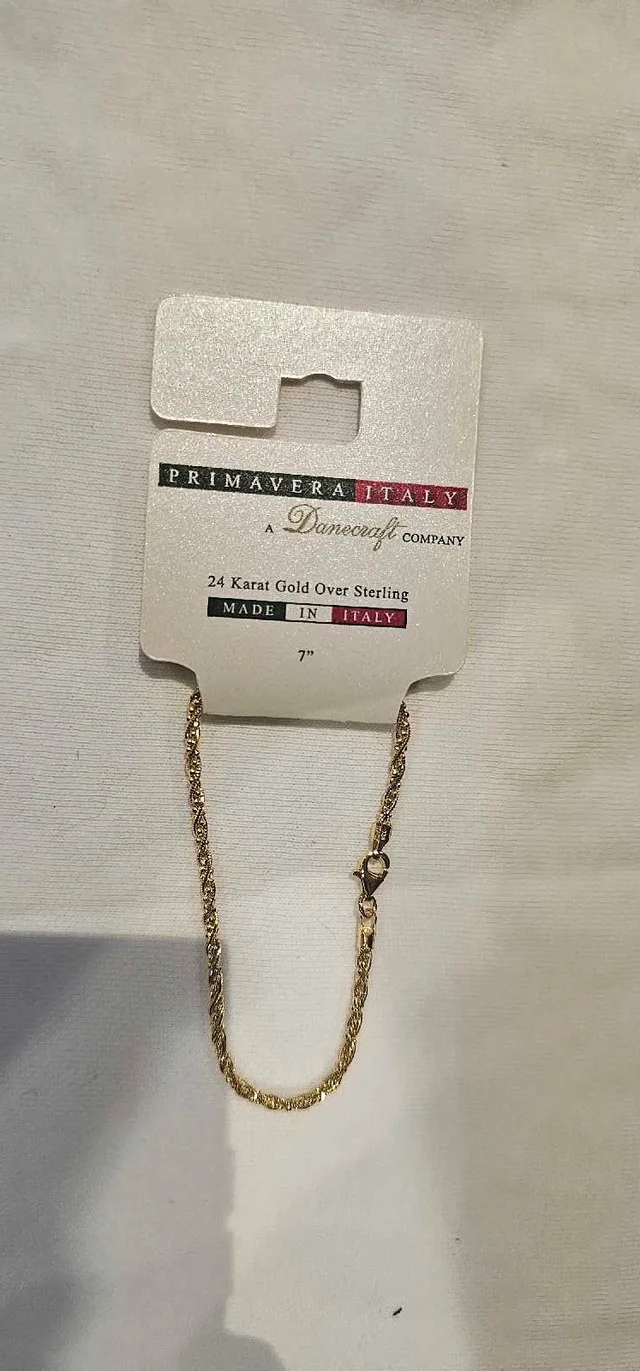 PRIMAVERA ITALY
A Danecraft COMPANY
24 Karat Gold Over Sterling
MADE IN ITALY
7”